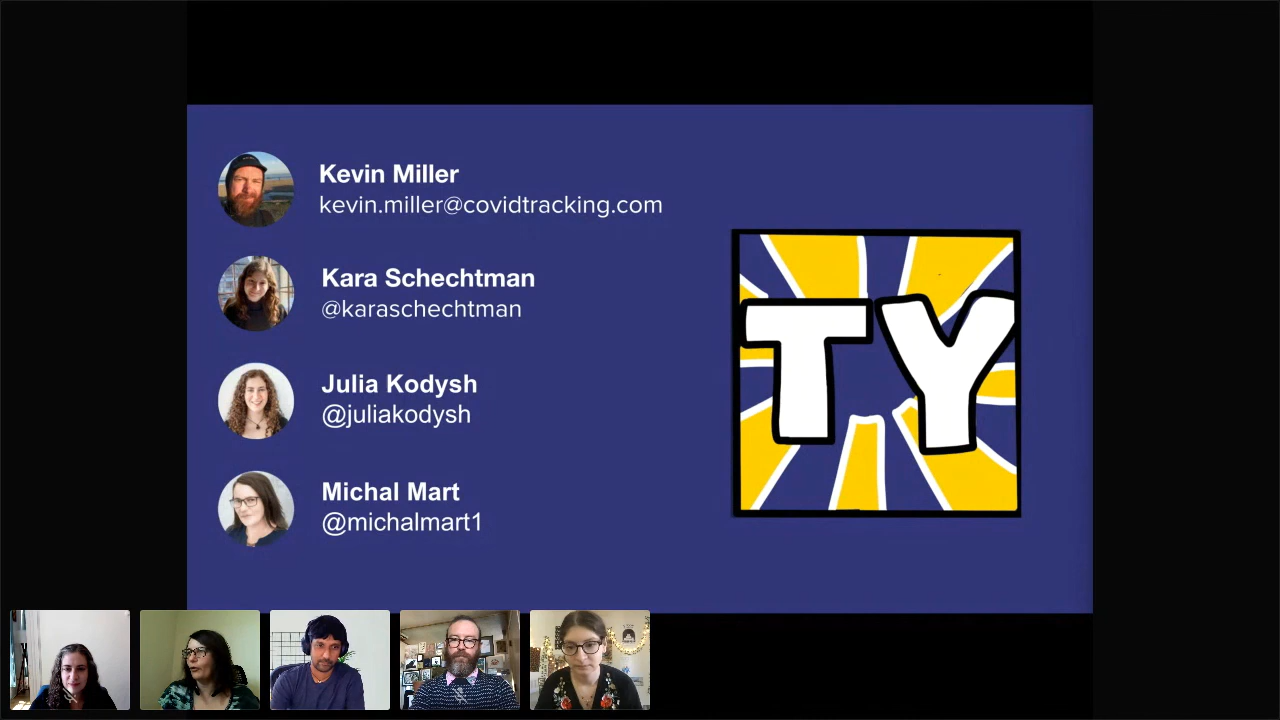 Kevin Miller
kevin.miller@covidtracking.com
Kara Schechtman
@karaschechtman
Julia Kodysh
@juliakodysh
Michal Mart
@michalmart1
TY